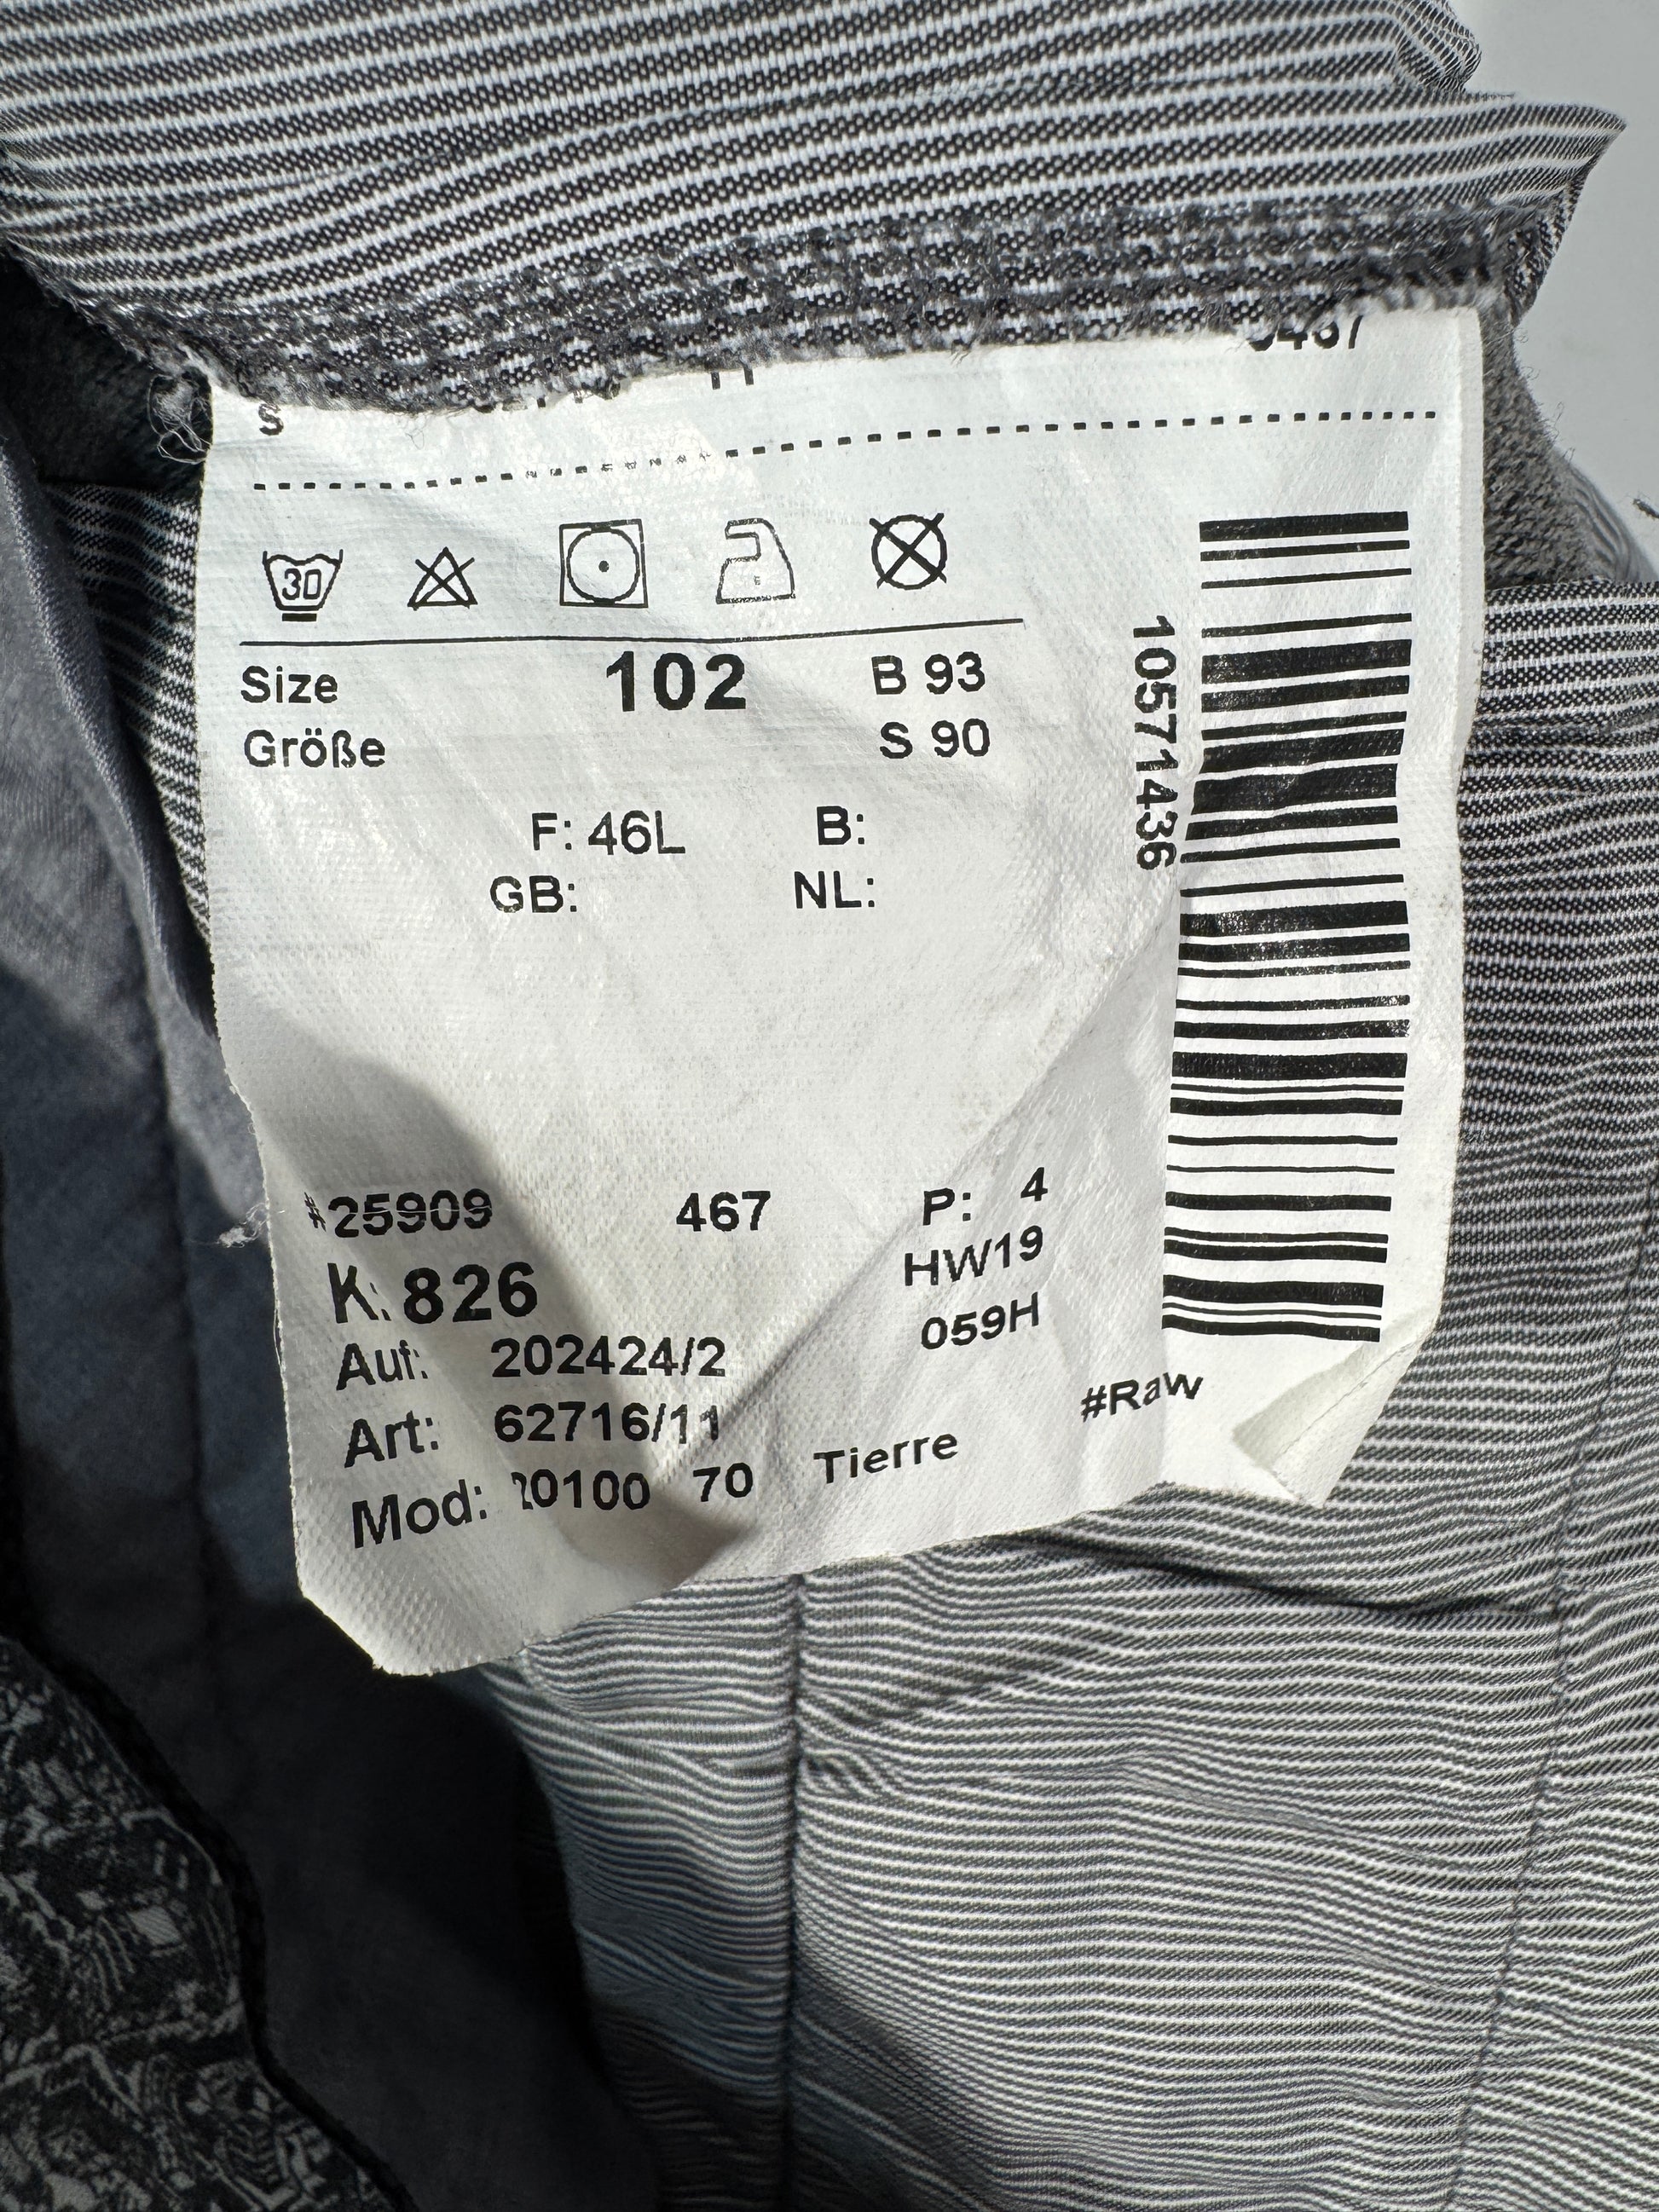 S
30
Size 102 B 93
Größe S 90
F: 46L B:
GB: NL:
10571436
#25909 467 P: 4
K: 826 HW19
Auf: 202424/2 059H
Art: 62716/11 #Raw
Mod: 70 Tierre